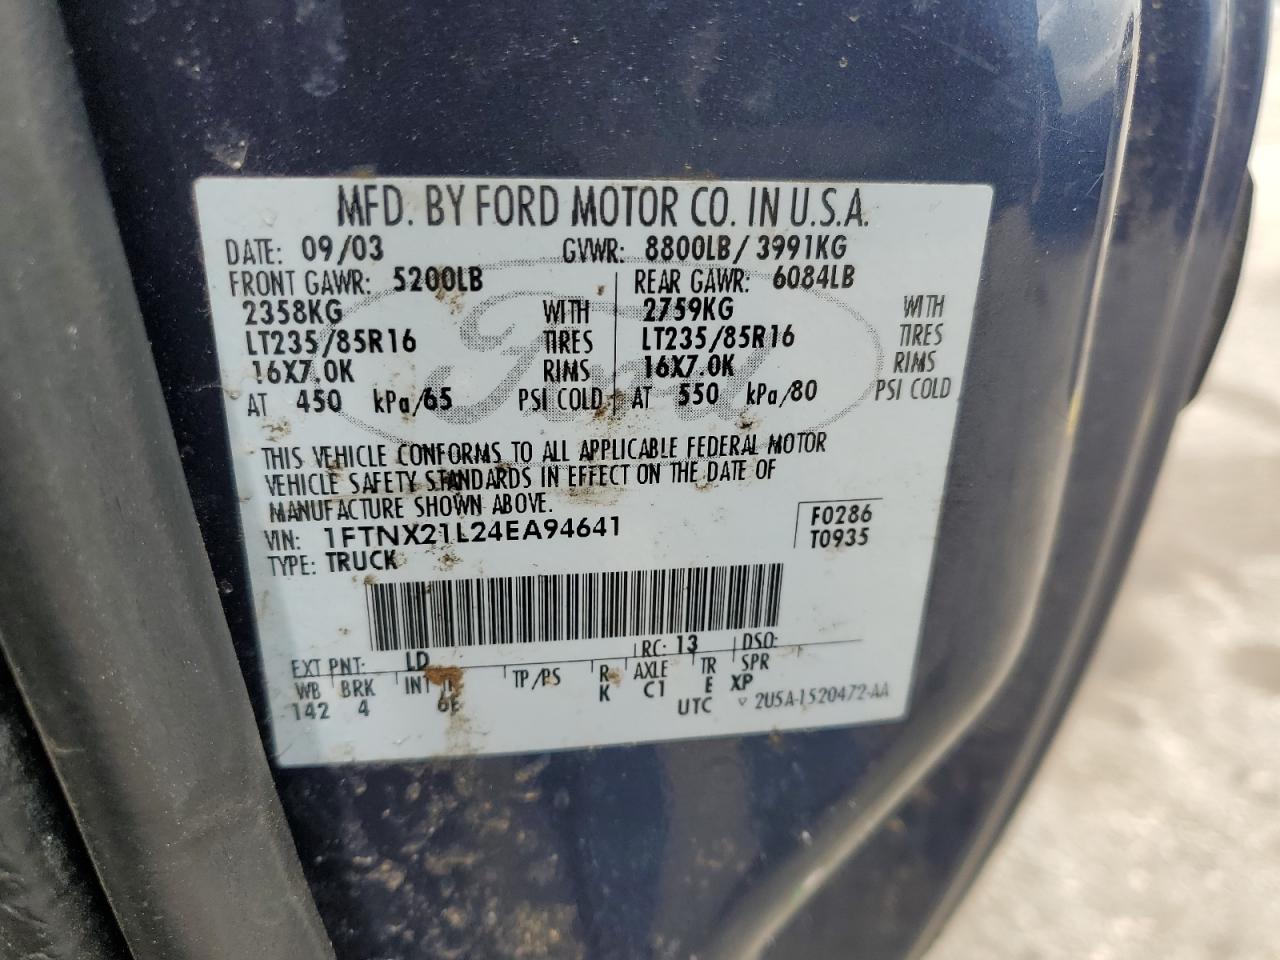 MFD. BY FORD MOTOR CO. IN U.S.A.
DATE: 09/03 GVWR: 8800LB/ 3991KG
FRONT GAWR: 5200LB REAR GAWR: 6084LB
2358KG WITH 2759KG WITH
LT235/85R16 TIRES LT235/85R16 TIRES
16X7.0K RIMS 16X7.0K RIMS
AT 450 kPa/65 PSI COLD AT 550 kPa/80 PSI COLD
Ford
THIS VEHICLE CONFORMS TO ALL APPLICABLE FEDERAL MOTOR
VEHICLE SAFETY STANDARDS IN EFFECT ON THE DATE OF
MANUFACTURE SHOWN ABOVE.
VIN: 1FTNX21L24EA94641 F0286
TYPE: TRUCK T0935
EXT PNT: LD RC: 13 DSO:
WB BRK INT TP/PS R AXLE TR SPR
142 4 6E K C1 E XP
UTC 2U5A-1520472-AA